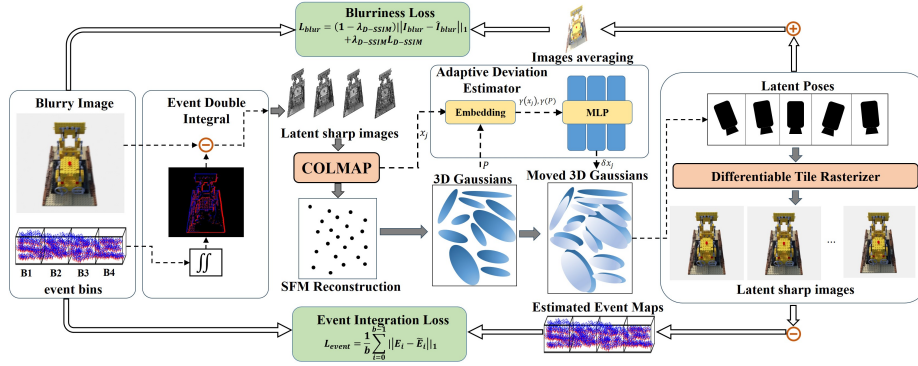 Blurriness Loss
L_blur = (1 − λ_D−SSIM)||I_blur − Î_blur||_1
+λ_D−SSIM L_D−SSIM
Images averaging
Blurry Image
Event Double
Integral
Latent sharp images
COLMAP
x_j
Adaptive Deviation
Estimator
Embedding
γ(x_j), γ(P)
MLP
P
δx_j
Latent Poses
Differentiable Tile Rasterizer
3D Gaussians
Moved 3D Gaussians
...
Latent sharp images
B1 B2 B3 B4
event bins
∬
SFM Reconstruction
Event Integration Loss
L_event = 1/b ∑_{i=0}^{b−1} ||E_i − Ē_i||_1
Estimated Event Maps